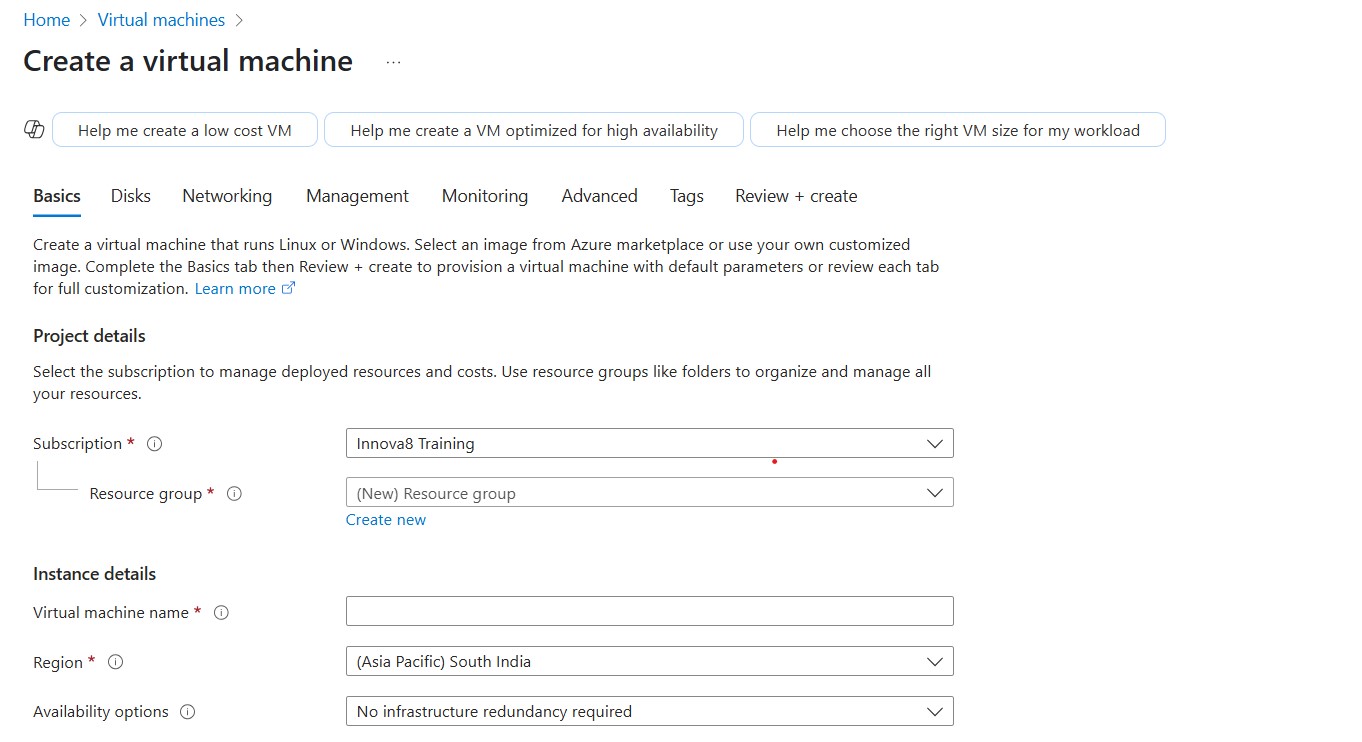 Home > Virtual machines >
Create a virtual machine ...
Help me create a low cost VM Help me create a VM optimized for high availability Help me choose the right VM size for my workload
Basics Disks Networking Management Monitoring Advanced Tags Review + create
Create a virtual machine that runs Linux or Windows. Select an image from Azure marketplace or use your own customized
image. Complete the Basics tab then Review + create to provision a virtual machine with default parameters or review each tab
for full customization. Learn more
Project details
Select the subscription to manage deployed resources and costs. Use resource groups like folders to organize and manage all
your resources.
Subscription * Innova8 Training
Resource group * (New) Resource group
Create new
Instance details
Virtual machine name *
Region * (Asia Pacific) South India
Availability options No infrastructure redundancy required